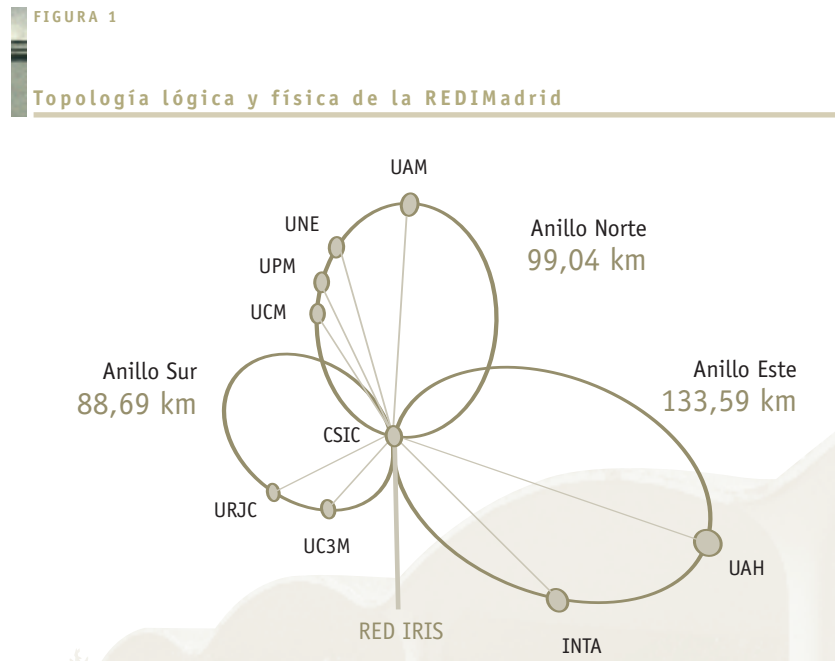 FIGURA 1
Topología lógica y física de la REDIMadrid
UAM
UNE
Anillo Norte
99,04 km
UPM
UCM
Anillo Sur
88,69 km
Anillo Este
133,59 km
CSIC
URJC
UC3M
UAH
RED IRIS
INTA